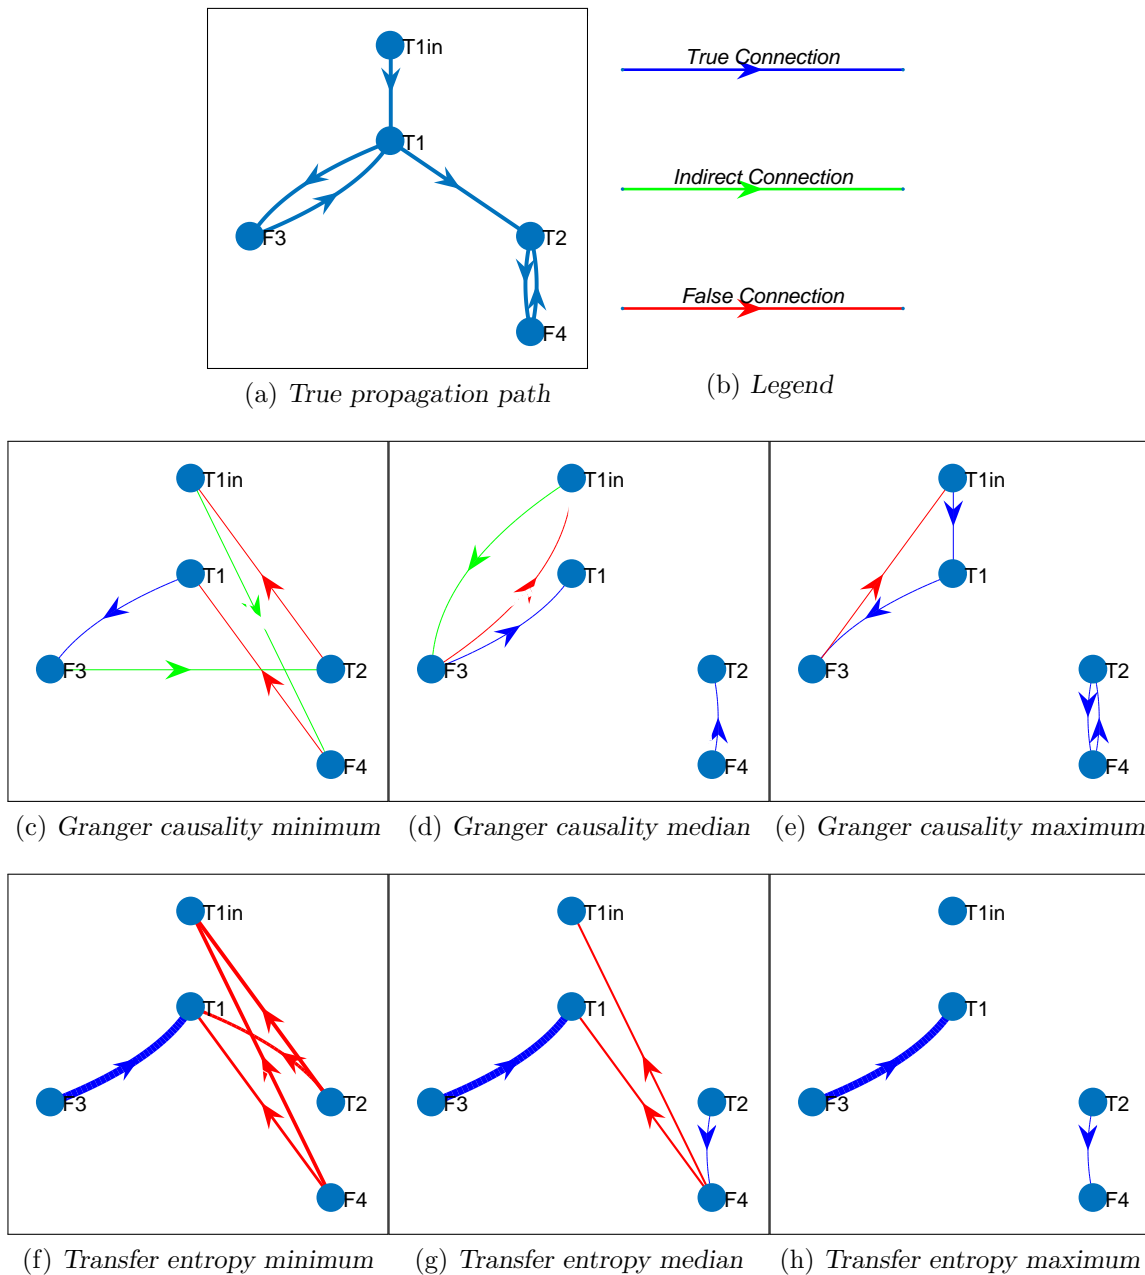 T1in
True Connection
T1
Indirect Connection
F3
T2
False Connection
F4
(a) True propagation path
(b) Legend
T1in
T1
F3
T2
F4
T1in
T1
F3
T2
F4
T1in
T1
F3
T2
F4
(c) Granger causality minimum
(d) Granger causality median
(e) Granger causality maximum
T1in
T1
F3
T2
F4
T1in
T1
F3
T2
F4
T1in
T1
F3
T2
F4
(f) Transfer entropy minimum
(g) Transfer entropy median
(h) Transfer entropy maximum